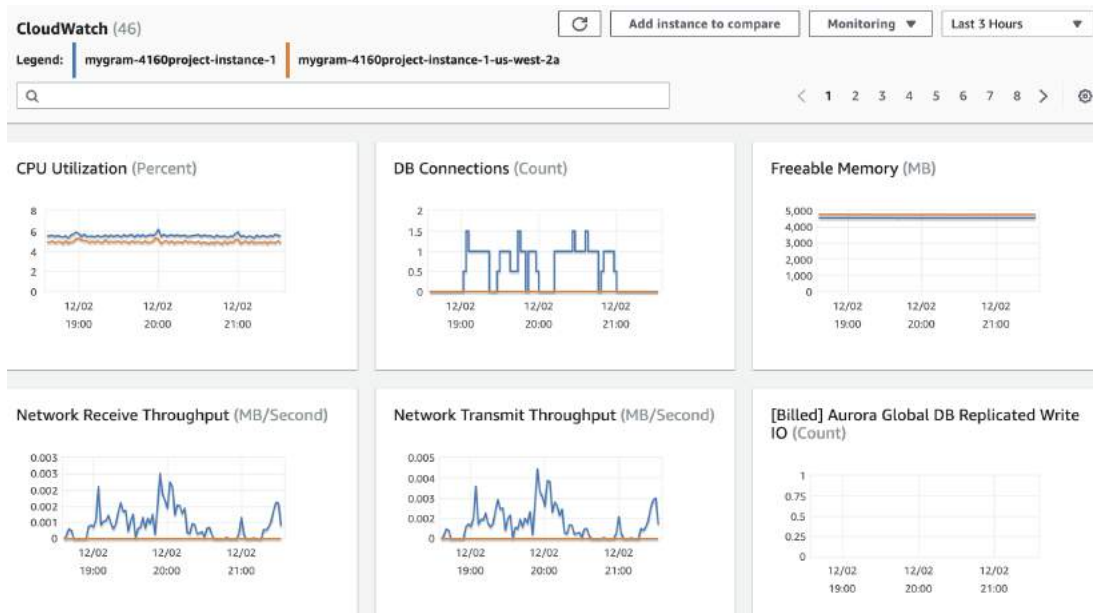 CloudWatch (46)
Add instance to compare
Monitoring
Last 3 Hours
Legend: mygram-4160project-instance-1 mygram-4160project-instance-1-us-west-2a
1 2 3 4 5 6 7 8
CPU Utilization (Percent)
8
6
4
2
0
12/02 12/02 12/02
19:00 20:00 21:00
DB Connections (Count)
2
1.5
1
0.5
0
12/02 12/02 12/02
19:00 20:00 21:00
Freeable Memory (MB)
5,000
4,000
3,000
2,000
1,000
0
12/02 12/02 12/02
19:00 20:00 21:00
Network Receive Throughput (MB/Second)
0.003
0.003
0.002
0.002
0.001
0
12/02 12/02 12/02
19:00 20:00 21:00
Network Transmit Throughput (MB/Second)
0.005
0.004
0.003
0.002
0
12/02 12/02 12/02
19:00 20:00 21:00
[Billed] Aurora Global DB Replicated Write
IO (Count)
1
0.75
0.5
0.25
0
12/02 12/02 12/02
19:00 20:00 21:00